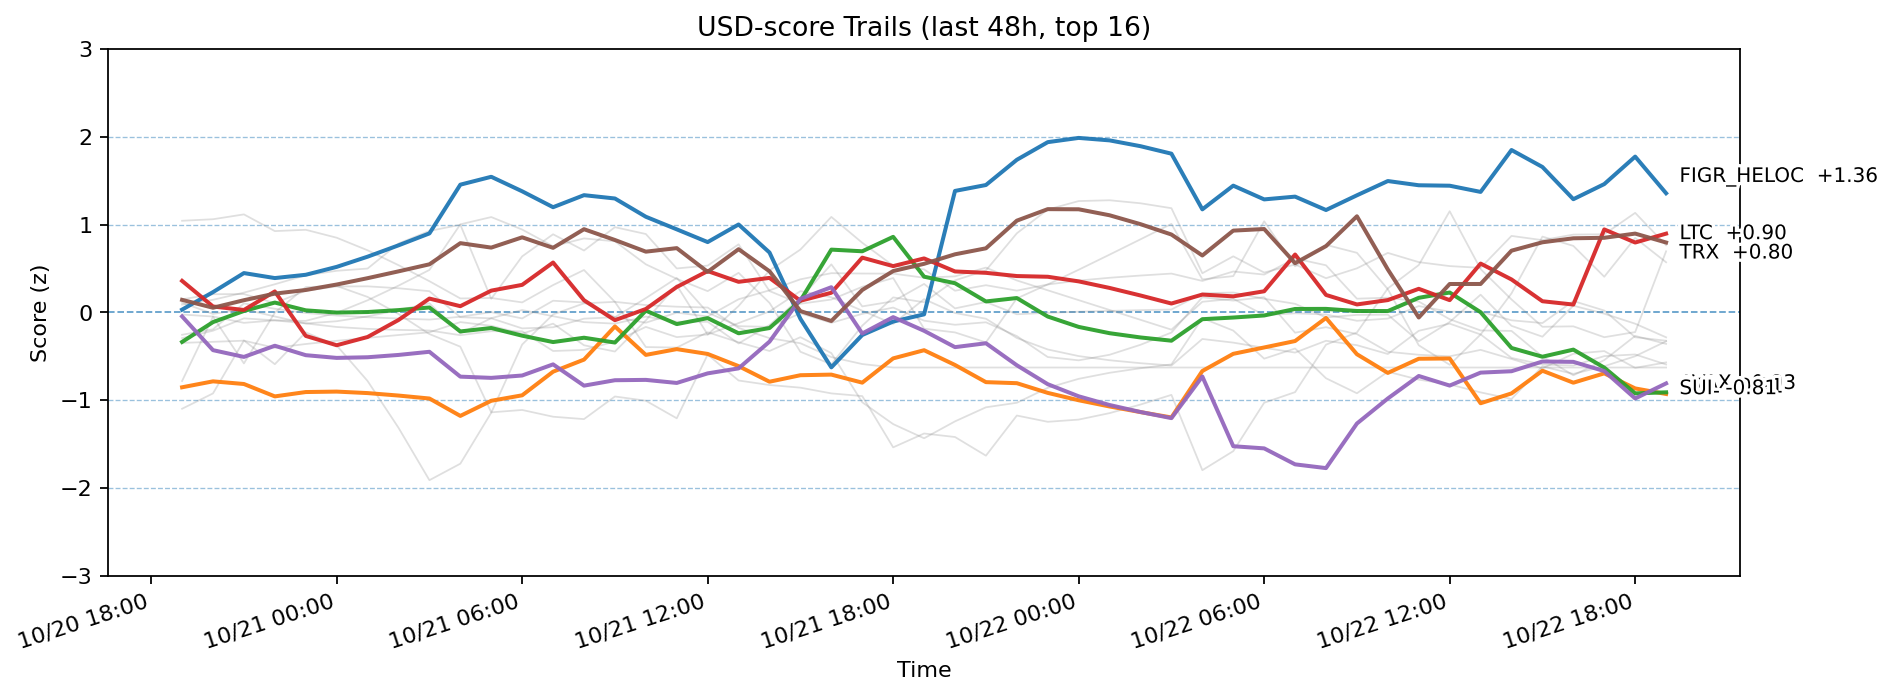 USD-score Trails (last 48h, top 16)
Score (z)
3
2
1
0
−1
−2
−3
FIGR_HELOC +1.36
LTC +0.90
TRX +0.80
SUI -0.81
10/20 18:00
10/21 00:00
10/21 06:00
10/21 12:00
10/21 18:00
10/22 00:00
10/22 06:00
10/22 12:00
10/22 18:00
Time